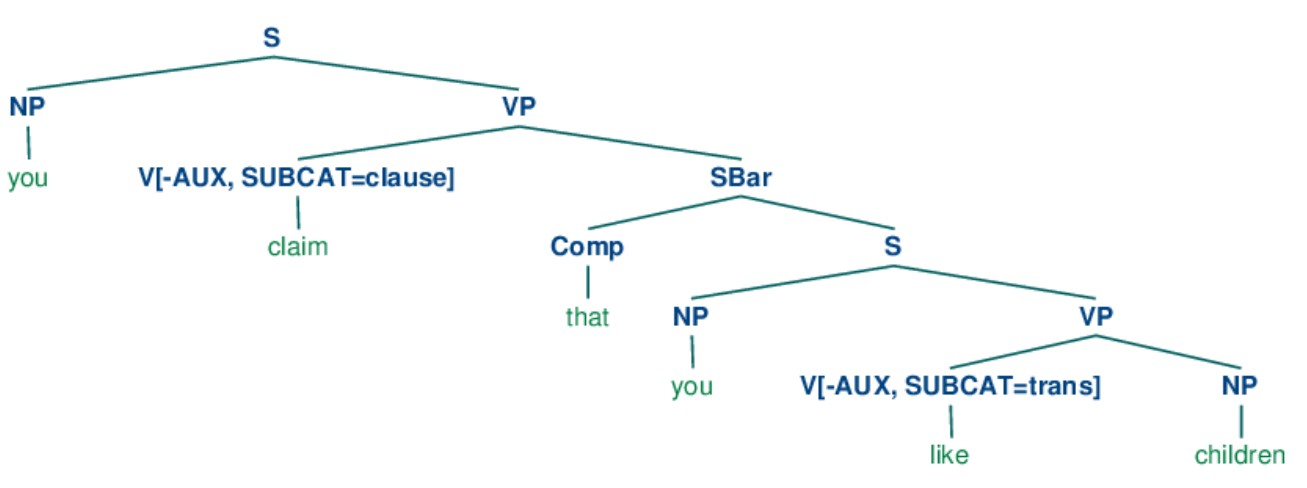 S
NP VP
you V[-AUX, SUBCAT=clause] SBar
claim Comp S
that NP VP
you V[-AUX, SUBCAT=trans] NP
like children